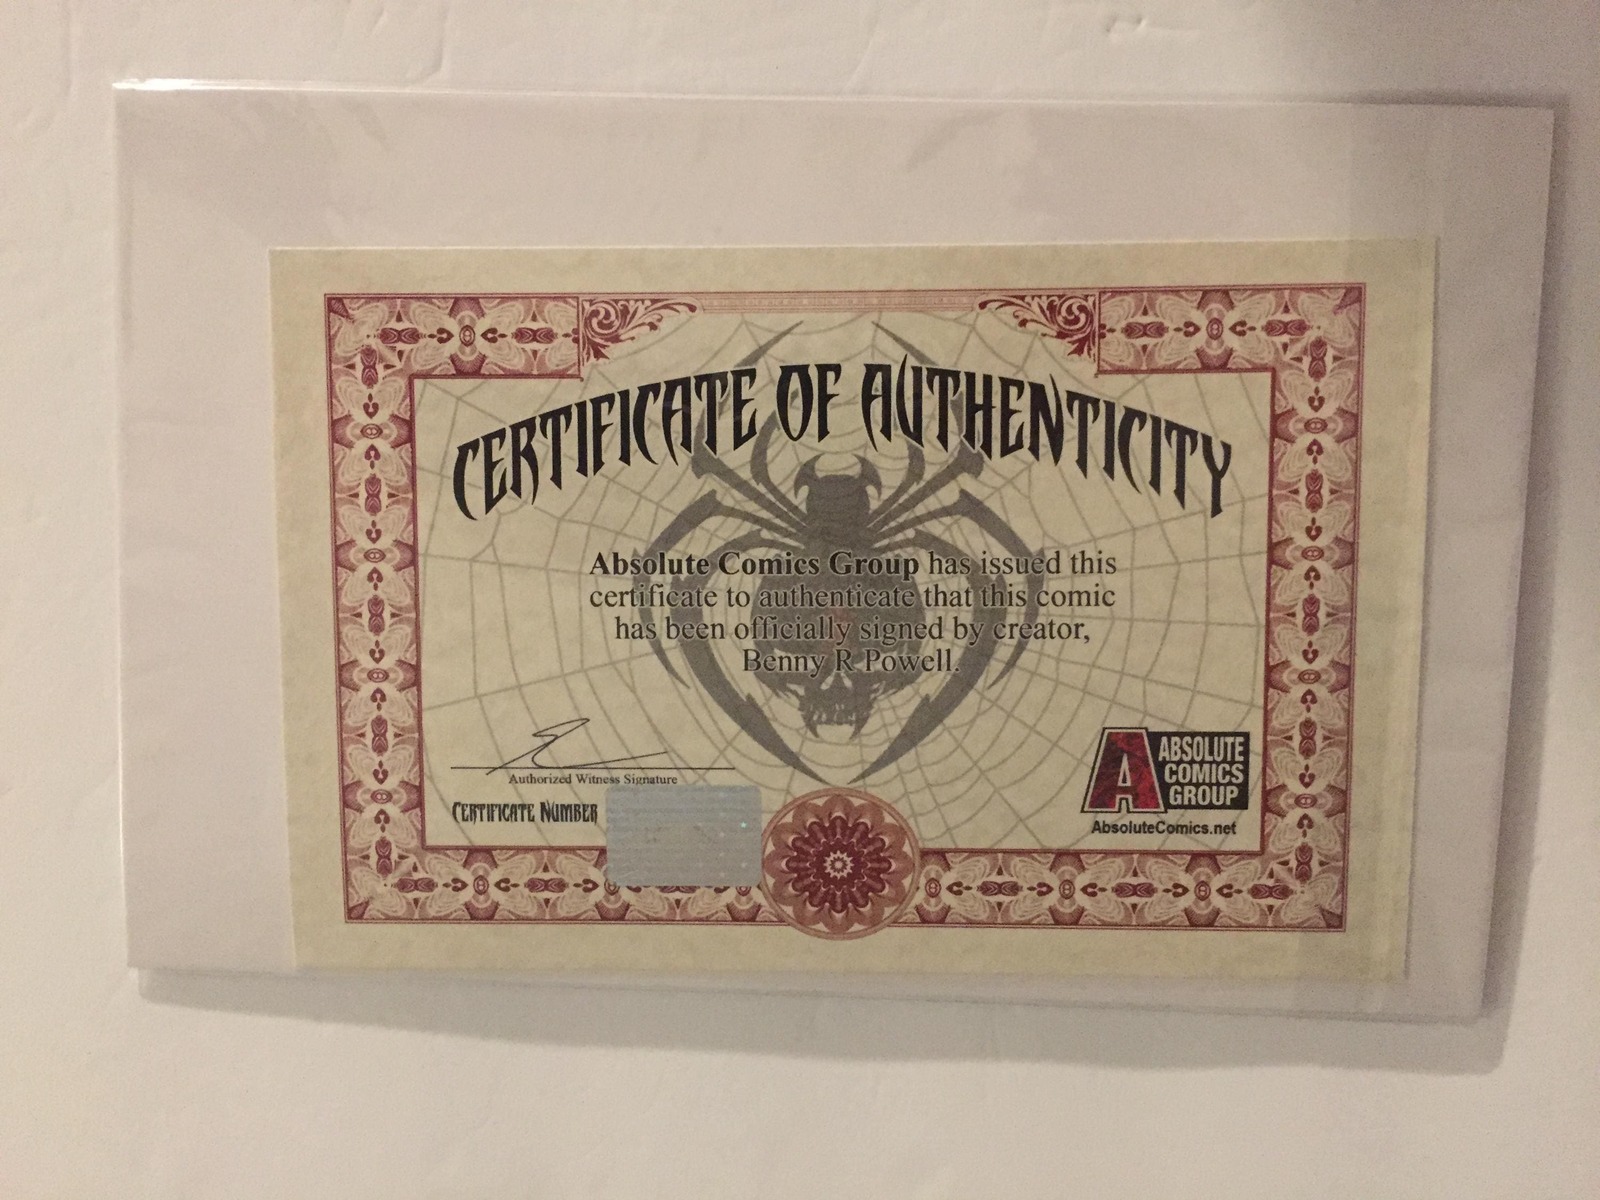 CERTIFICATE OF AUTHENTICITY
Absolute Comics Group has issued this
certificate to authenticate that this comic
has been officially signed by creator,
Benny R Powell.
Authorized Witness Signature
CERTIFICATE NUMBER
A ABSOLUTE
COMICS
GROUP
AbsoluteComics.net